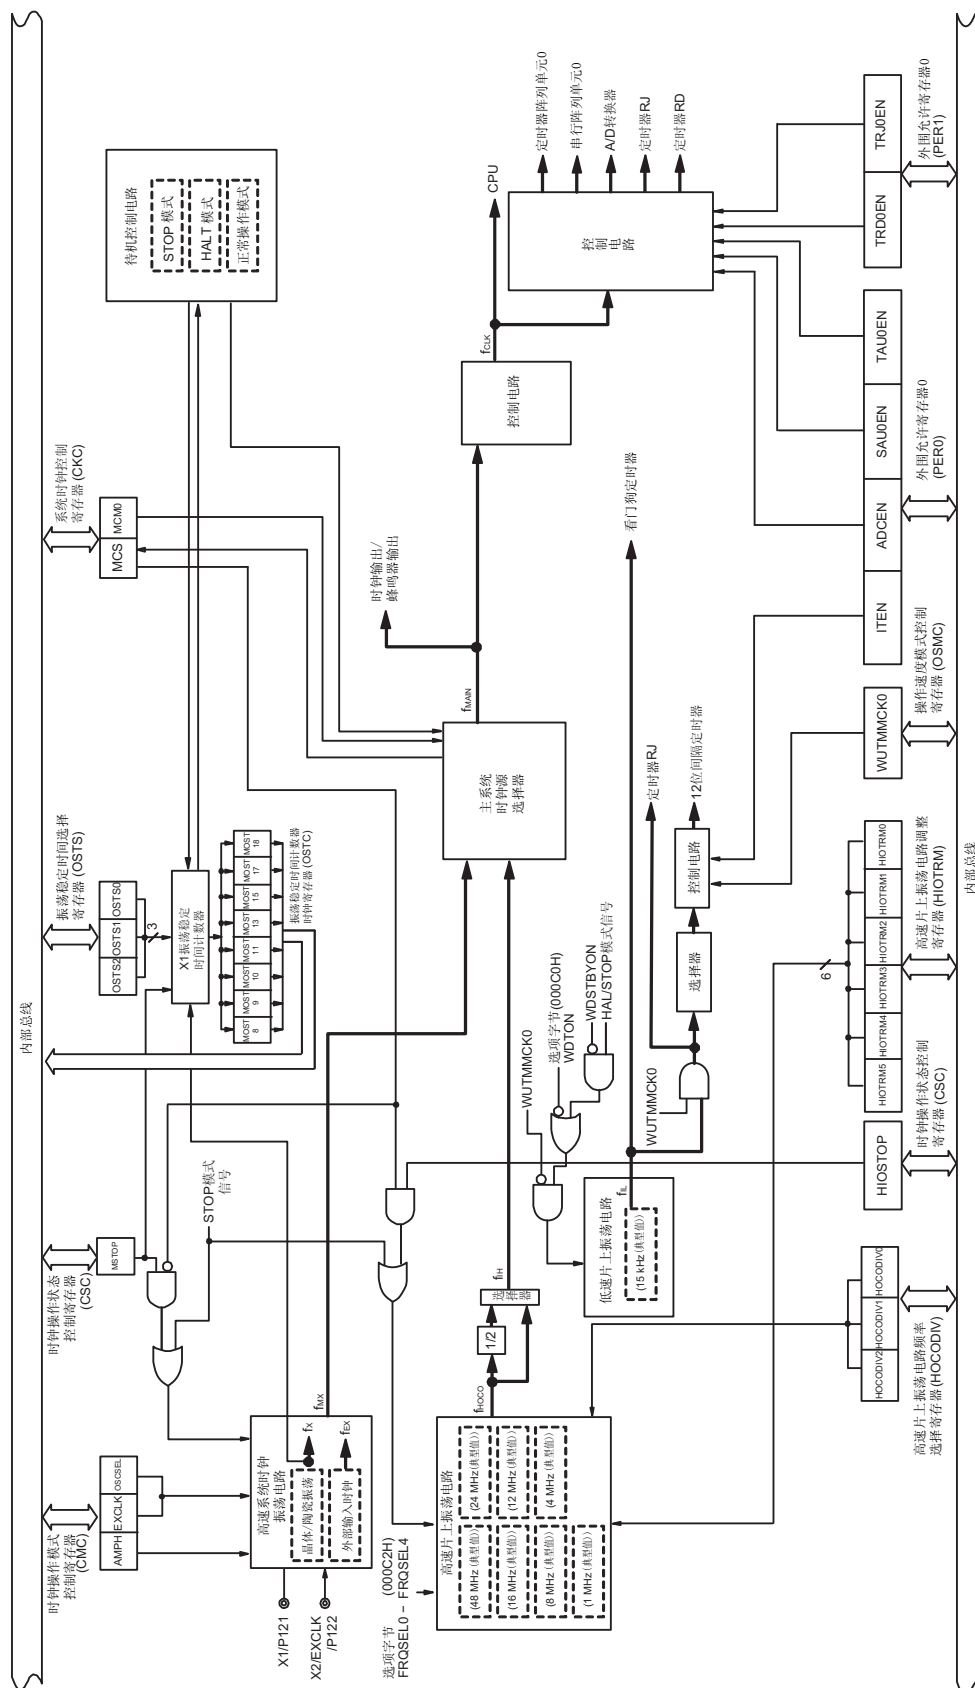 内部总线
时钟操作模式
控制寄存器
(CMC)
AMPH
EXCLK
OSCSEL
时钟操作状态
控制寄存器
(CSC)
MSTOP
STOP模式
信号
振荡稳定时间选择
寄存器 (OSTS)
OSTS2
OSTS1
OSTS0
3
X1振荡稳定
时间计数器
MOST
8
MOST
9
MOST
10
MOST
11
MOST
13
MOST
15
MOST
17
MOST
18
振荡稳定时间计数器
时钟寄存器 (OSTC)
系统时钟控制
寄存器 (CKC)
MCS
MCM0
待机控制电路
STOP 模式
HALT 模式
正常操作模式
X1/P121
X2/EXCLK
/P122
高速系统时钟
振荡电路
晶体/陶瓷振荡
外部输入时钟
fX
fEX
fMX
选项字节 (000C2H)
FRQSEL0 – FRQSEL4
高速片上振荡电路
(48 MHz (典型值))
(24 MHz (典型值))
(16 MHz (典型值))
(12 MHz (典型值))
(8 MHz (典型值))
(4 MHz (典型值))
(1 MHz (典型值))
fHOCO
1/2
选择器
fIH
主系统
时钟源
选择器
fMAIN
时钟输出/
蜂鸣器输出
控制电路
fCLK
CPU
控制
电路
定时器阵列单元0
串行阵列单元0
A/D转换器
定时器RJ
定时器RD
WUTMMCK0
选项字节(000C0H)
WDTON
WDSTBYON
HAL/STOP模式信号
低速片上振荡电路
(15 kHz (典型值))
fIL
看门狗定时器
WUTMMCK0
定时器RJ
选择器
控制电路
12位间隔定时器
6
HOCODIV2
HOCODIV1
HOCODIV0
高速片上振荡电路频率
选择寄存器 (HOCODIV)
HIOSTOP
时钟操作状态控制
寄存器 (CSC)
HIOTRM5
HIOTRM4
HIOTRM3
HIOTRM2
HIOTRM1
HIOTRM0
高速片上振荡电路调整
寄存器 (HIOTRM)
WUTMMCK0
操作速度模式控制
寄存器 (OSMC)
ITEN
ADCEN
SAU0EN
TAU0EN
外围允许寄存器0
(PER0)
TRD0EN
TRJ0EN
外围允许寄存器0
(PER1)
内部总线